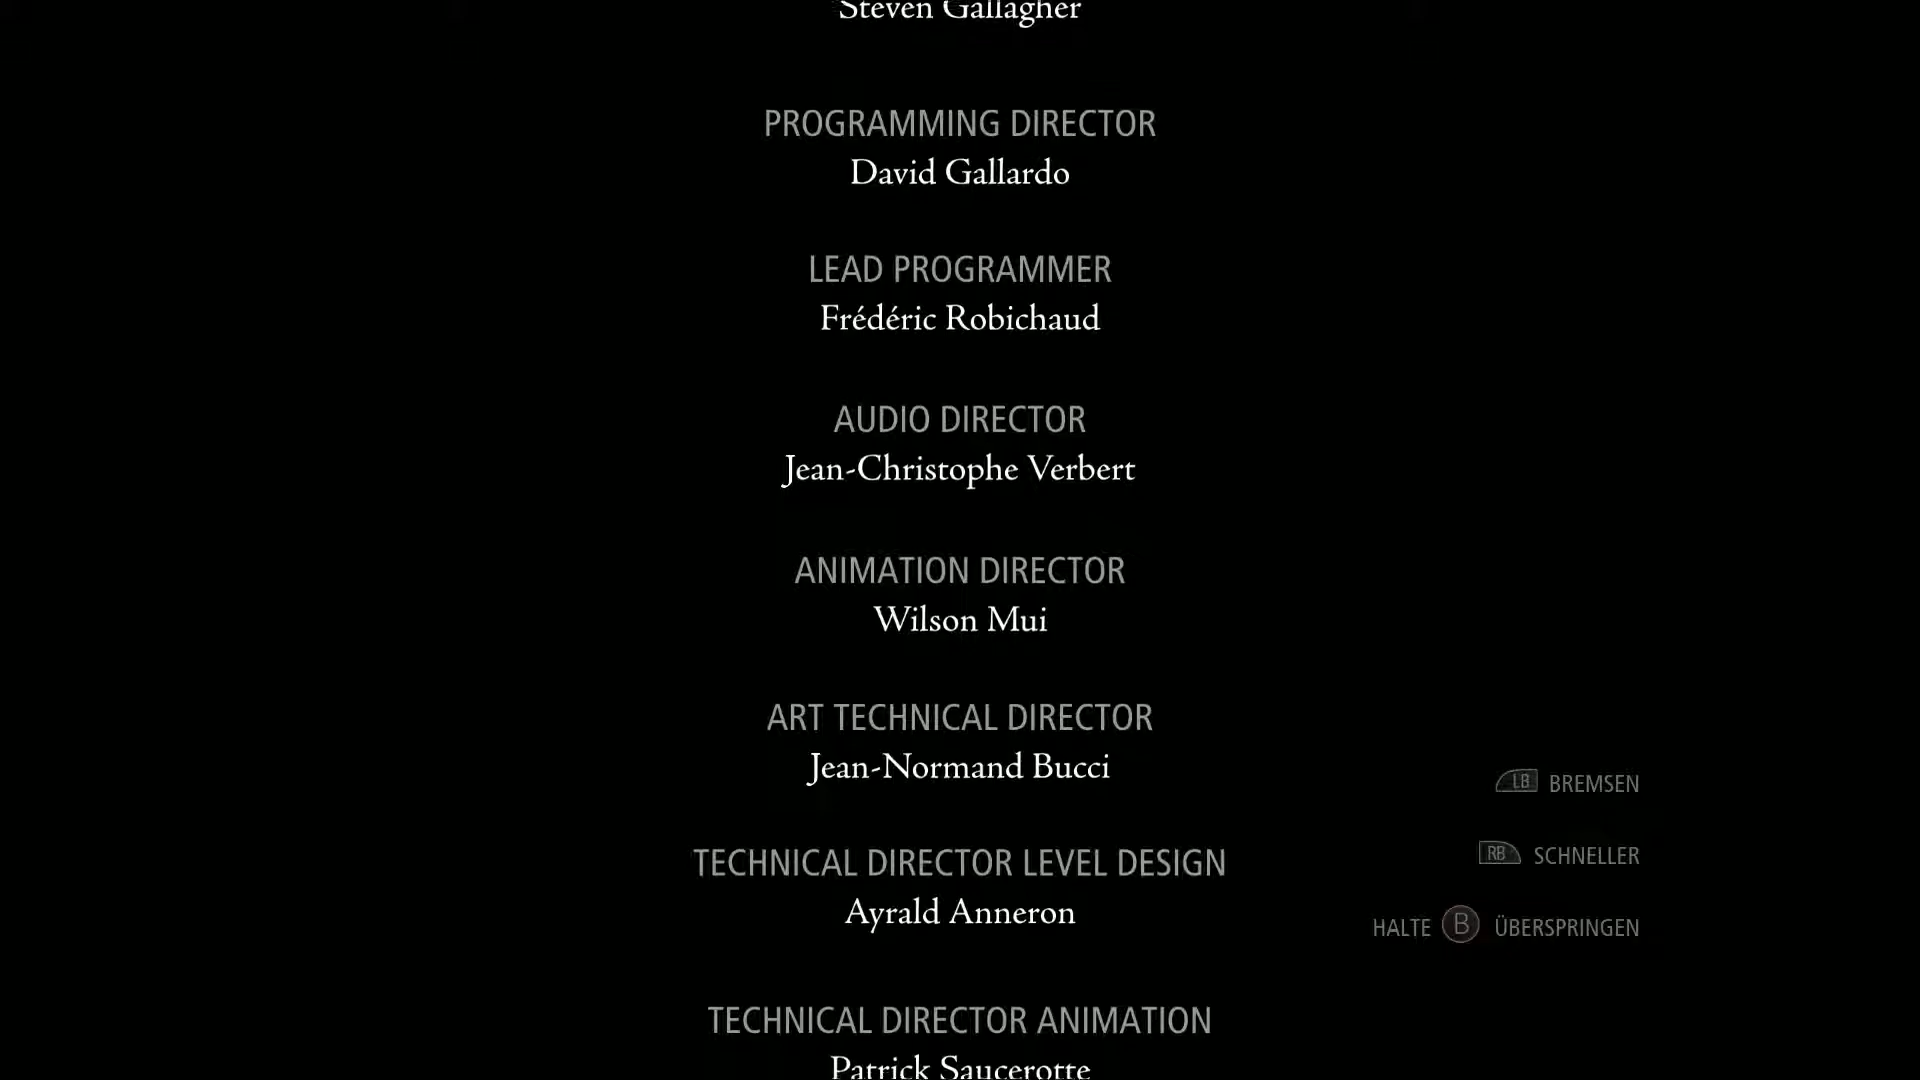 Steven Gallagher
PROGRAMMING DIRECTOR
David Gallardo
LEAD PROGRAMMER
Frédéric Robichaud
AUDIO DIRECTOR
Jean-Christophe Verbert
ANIMATION DIRECTOR
Wilson Mui
ART TECHNICAL DIRECTOR
Jean-Normand Bucci
LB BREMSEN
TECHNICAL DIRECTOR LEVEL DESIGN
RB SCHNELLER
Ayrald Anneron
HALTE B ÜBERSPRINGEN
TECHNICAL DIRECTOR ANIMATION
Patrick Saucerotte